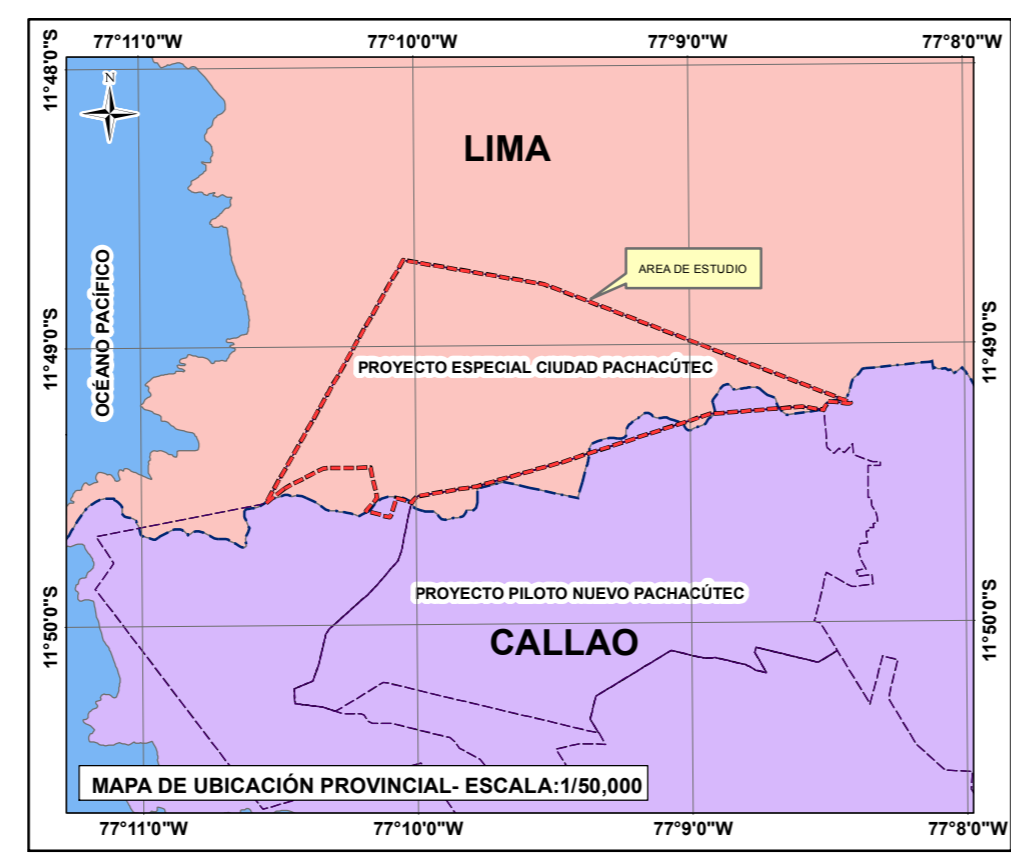 77°11'0"W 77°10'0"W 77°9'0"W 77°8'0"W
11°48'0"S
N
LIMA
OCÉANO PACÍFICO
AREA DE ESTUDIO
11°49'0"S
11°49'0"S
PROYECTO ESPECIAL CIUDAD PACHACÚTEC
PROYECTO PILOTO NUEVO PACHACÚTEC
11°50'0"S
11°50'0"S
CALLAO
MAPA DE UBICACIÓN PROVINCIAL- ESCALA:1/50,000
77°11'0"W 77°10'0"W 77°9'0"W 77°8'0"W